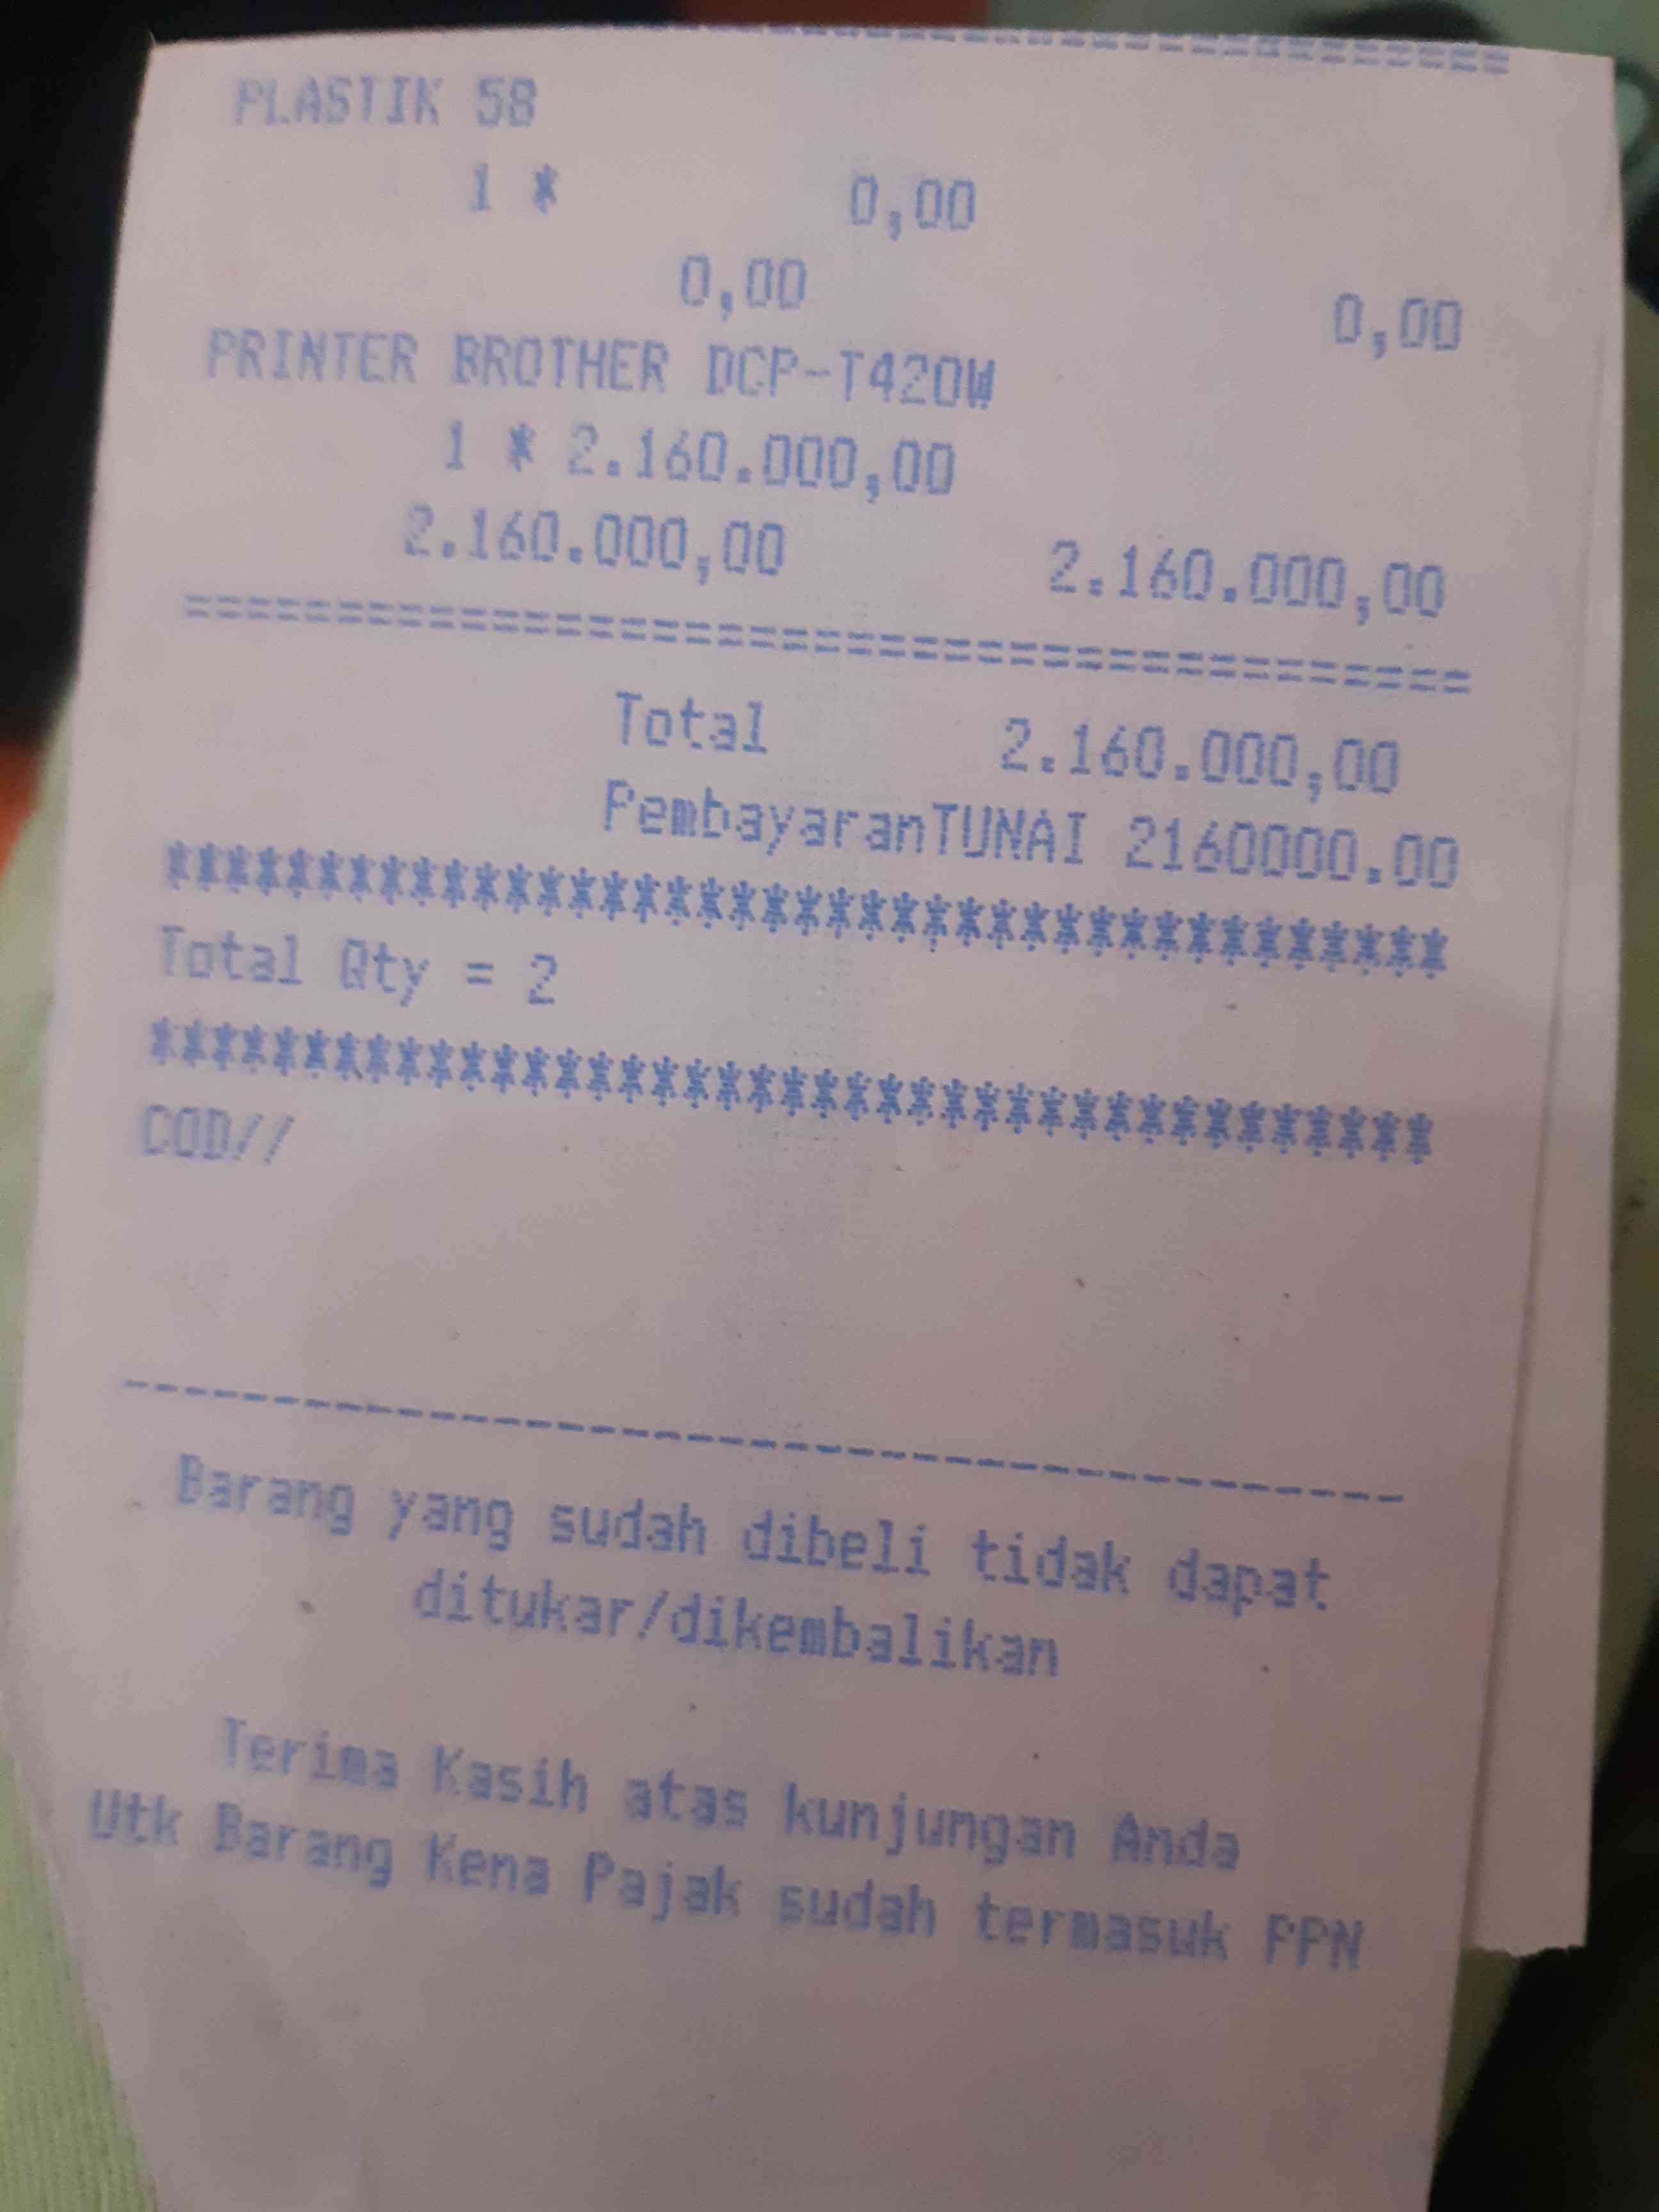 ========================================
PLASTIK 58
1 * 0,00
0,00 0,00
PRINTER BROTHER DCP-T420W
1 * 2.160.000,00
2.160.000,00 2.160.000,00
========================================
Total 2.160.000,00
PembayaranTUNAI 2160000.00
****************************************
Total Qty = 2
****************************************
COD//
----------------------------------------
Barang yang sudah dibeli tidak dapat
ditukar/dikembalikan
Terima Kasih atas kunjungan Anda
Utk Barang Kena Pajak sudah termasuk PPN